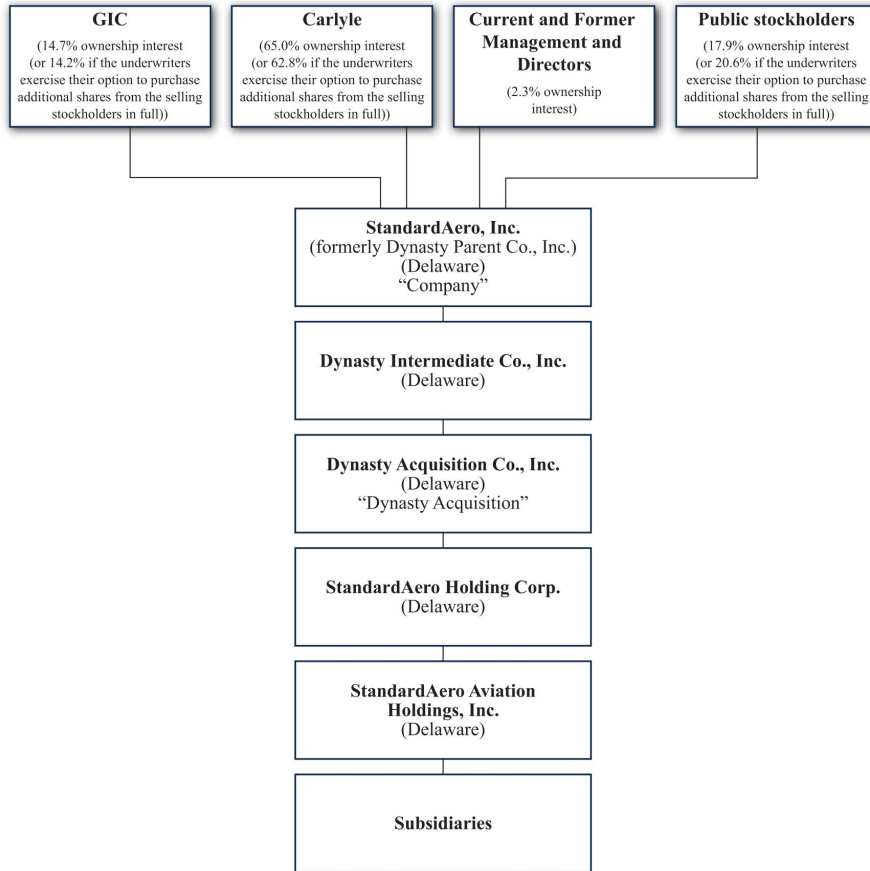 GIC
(14.7% ownership interest
(or 14.2% if the underwriters
exercise their option to purchase
additional shares from the selling
stockholders in full))
Carlyle
(65.0% ownership interest
(or 62.8% if the underwriters
exercise their option to purchase
additional shares from the selling
stockholders in full))
Current and Former
Management and
Directors
(2.3% ownership
interest)
Public stockholders
(17.9% ownership interest
(or 20.6% if the underwriters
exercise their option to purchase
additional shares from the selling
stockholders in full))
StandardAero, Inc.
(formerly Dynasty Parent Co., Inc.)
(Delaware)
“Company”
Dynasty Intermediate Co., Inc.
(Delaware)
Dynasty Acquisition Co., Inc.
(Delaware)
“Dynasty Acquisition”
StandardAero Holding Corp.
(Delaware)
StandardAero Aviation
Holdings, Inc.
(Delaware)
Subsidiaries